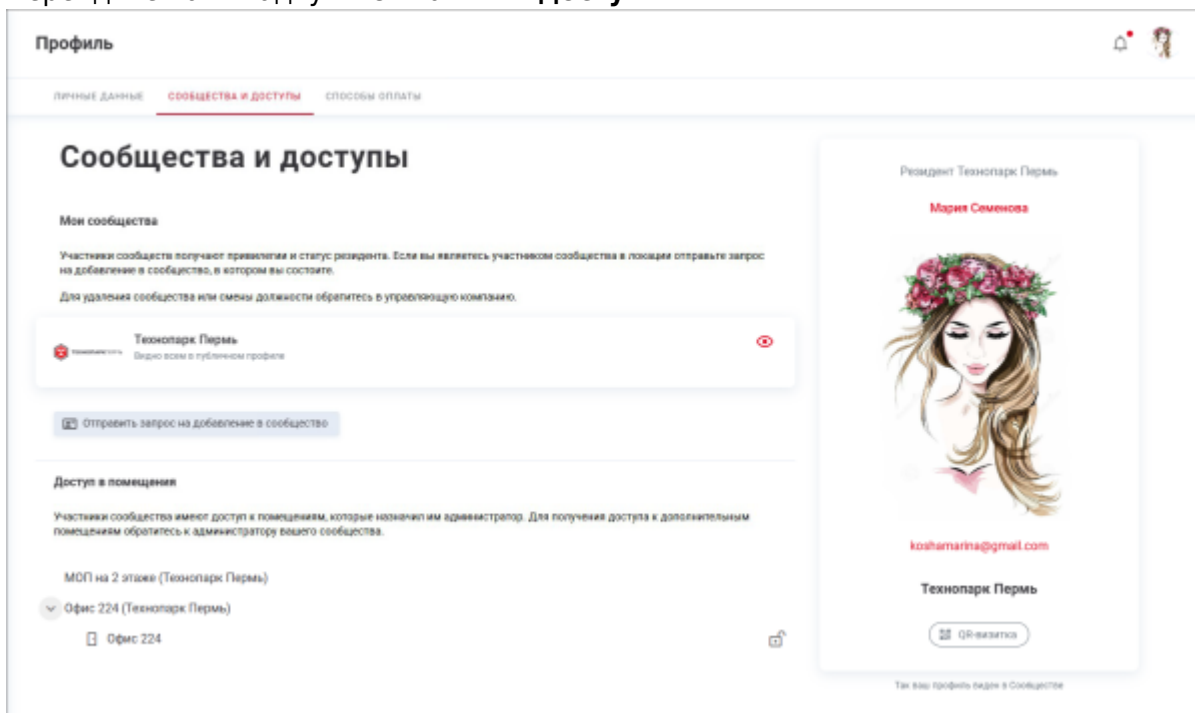 Профиль
ЛИЧНЫЕ ДАННЫЕ СООБЩЕСТВА И ДОСТУПЫ СПОСОБЫ ОПЛАТЫ
Сообщества и доступы
Мои сообщества
Участники сообществ получают привилегии и статус резидента. Если вы являетесь участником сообщества в локации отправьте запрос
на добавление в сообщество, в котором вы состоите.
Для удаления сообщества или смены должности обратитесь в управляющую компанию.
Технопарк Пермь
Видно всем в публичном профиле
Отправить запрос на добавление в сообщество
Доступ в помещения
Участники сообщества имеют доступ к помещениям, которые назначил им администратор. Для получения доступа к дополнительным
помещениям обратитесь к администратору вашего сообщества.
МОП на 2 этаже (Технопарк Пермь)
Офис 224 (Технопарк Пермь)
Офис 224
Резидент Технопарк Пермь
Мария Семенова
koshamarina@gmail.com
Технопарк Пермь
QR-визитка
Так ваш профиль виден в Сообществе